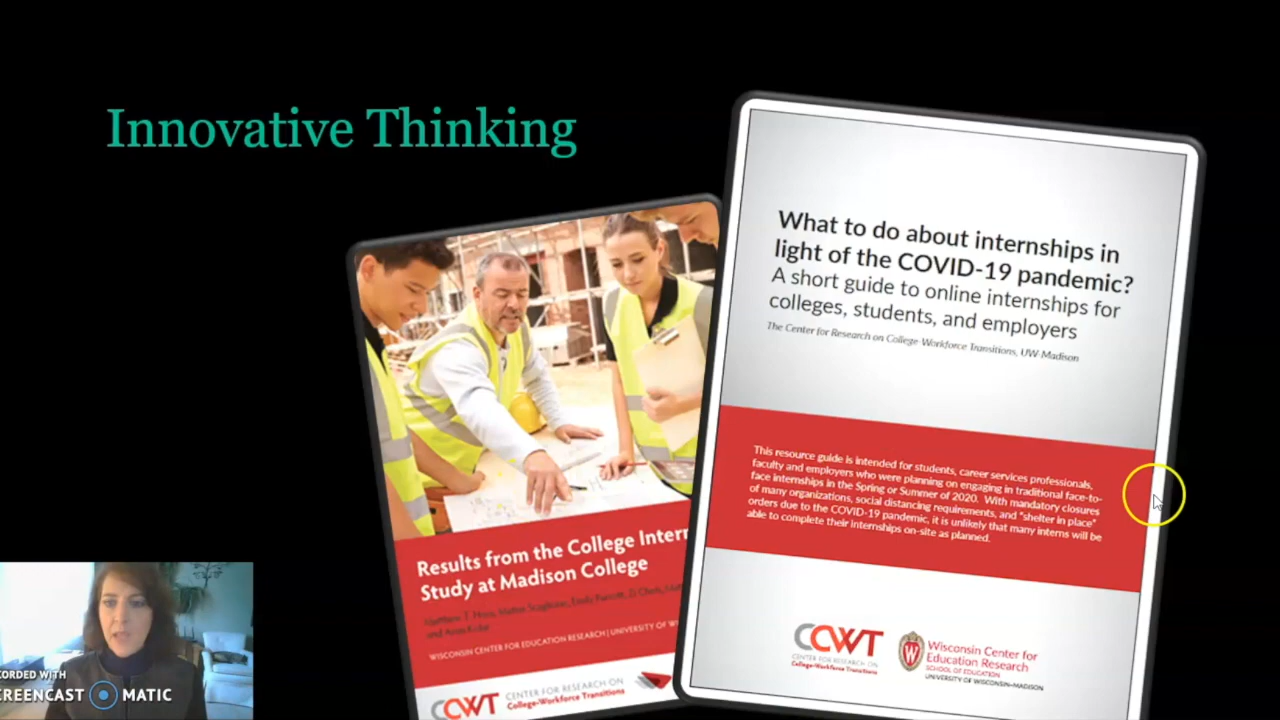 Innovative Thinking
What to do about internships in
light of the COVID-19 pandemic?
A short guide to online internships for
colleges, students, and employers
The Center for Research on College-Workforce Transitions, UW-Madison
This resource guide is intended for students, career services professionals,
faculty and employers who were planning on engaging in traditional face-to-
face internships in the Spring or Summer of 2020. With mandatory closures
of many organizations, social distancing requirements, and "shelter in place"
orders due to the COVID-19 pandemic, it is unlikely that many interns will be
able to complete their internships on-site as planned.
CCWT
CENTER FOR RESEARCH ON
College-Workforce Transitions
W
Wisconsin Center for
Education Research
SCHOOL OF EDUCATION
UNIVERSITY OF WISCONSIN–MADISON
Results from the College Intern
Study at Madison College
Matthew T.
and
WISCONSIN CENTER FOR EDUCATION RESEARCH | UNIVERSITY OF W
CCWT
CENTER FOR RESEARCH ON
College-Workforce Transitions
CORDED WITH
CREENCAST MATIC